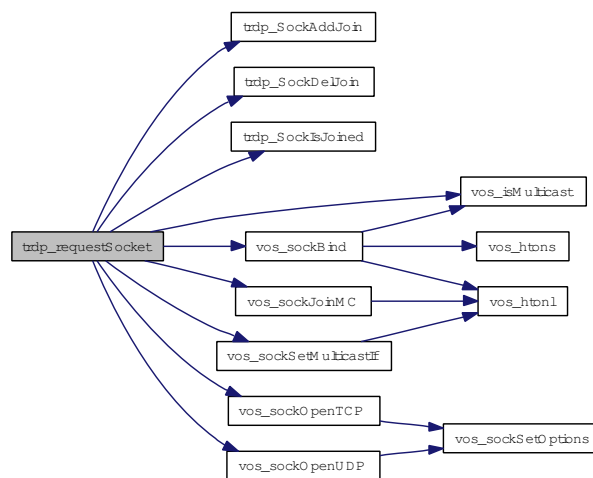 trdp_SockAddJoin
trdp_SockDelJoin
trdp_SockIsJoined
vos_isMulticast
trdp_requestSocket
vos_sockBind
vos_htons
vos_sockJoinMC
vos_htonl
vos_sockSetMulticastIf
vos_sockOpenTCP
vos_sockSetOptions
vos_sockOpenUDP